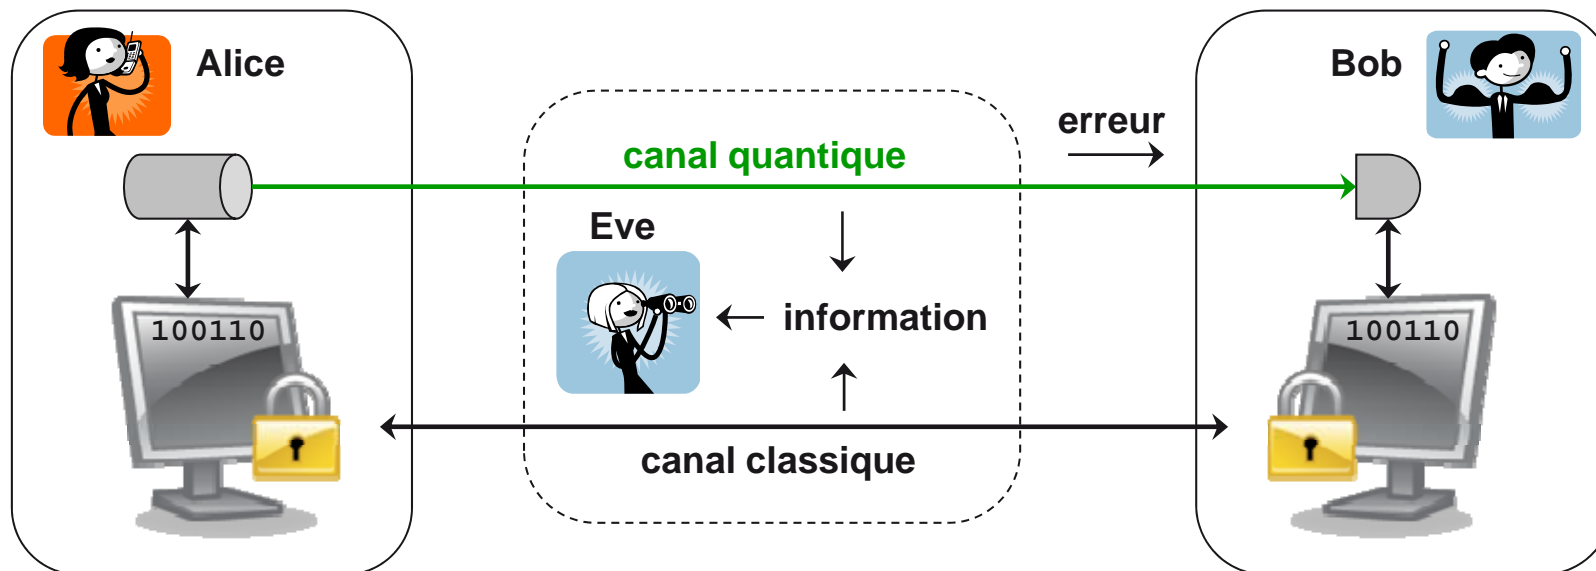 Alice
Bob
erreur
canal quantique
Eve
information
100110
100110
canal classique